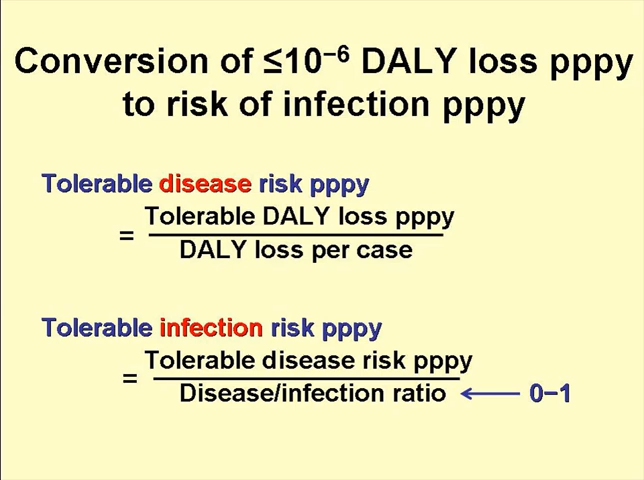 Conversion of ≤10⁻⁶ DALY loss pppy
to risk of infection pppy
Tolerable disease risk pppy
= Tolerable DALY loss pppy
DALY loss per case
Tolerable infection risk pppy
= Tolerable disease risk pppy
Disease/infection ratio 0–1